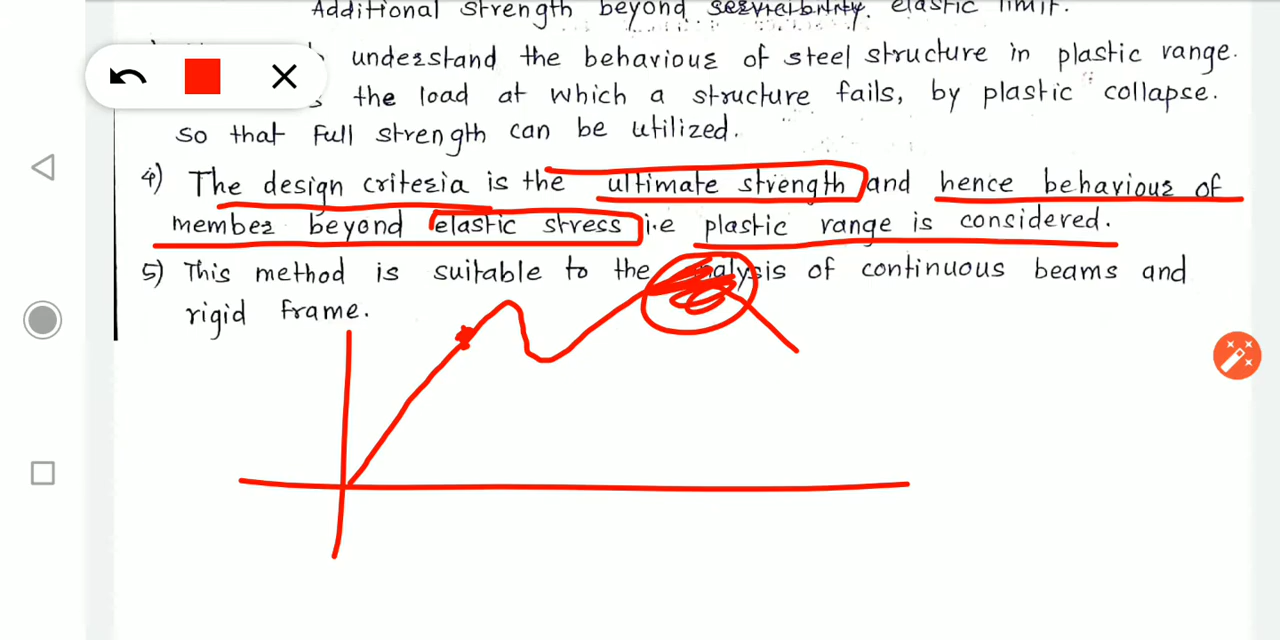 Additional strength beyond elastic limit.
understand the behaviour of steel structure in plastic range.
the load at which a structure fails, by plastic collapse.
so that full strength can be utilized.
4) The design criteria is the ultimate strength and hence behaviour of
member beyond elastic stress i.e plastic range is considered.
5) This method is suitable to the analysis of continuous beams and
rigid frame.